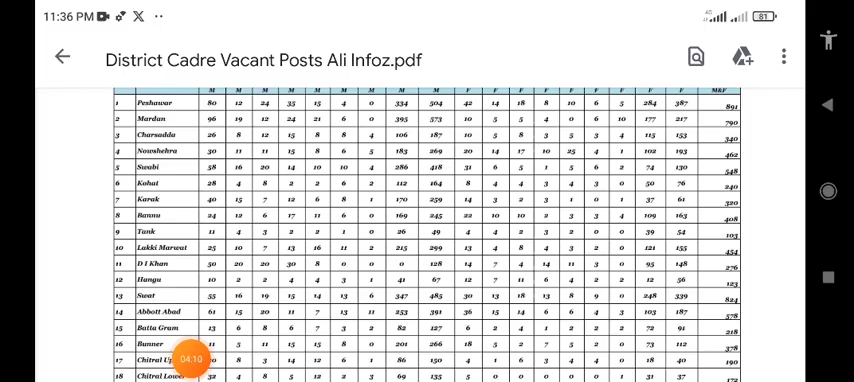 11:36 PM X 4G 81
District Cadre Vacant Posts Ali Infoz.pdf
M M M M M M M M M F F F F F F F F F M&F
1 Peshawar 80 12 24 35 15 4 0 334 504 42 14 18 8 10 6 5 284 387 891
2 Mardan 96 19 12 24 21 6 0 395 573 10 5 5 4 0 6 10 177 217 790
3 Charsadda 26 8 12 15 8 8 4 106 187 10 5 8 3 5 3 4 115 153 340
4 Nowshehra 30 11 11 15 8 6 5 183 269 20 14 17 10 25 4 1 102 193 462
5 Swabi 58 16 20 14 10 10 4 286 418 31 6 5 1 5 6 2 74 130 548
6 Kohat 28 4 8 2 2 6 2 112 164 8 4 4 3 4 3 0 50 76 240
7 Karak 40 15 7 12 6 8 1 170 259 14 3 2 3 1 0 1 37 61 320
8 Bannu 24 12 6 17 11 6 0 169 245 22 10 10 2 3 3 4 109 163 408
9 Tank 11 4 3 2 2 1 0 26 49 4 4 2 3 2 0 0 39 54 103
10 Lakki Marwat 25 10 7 13 16 11 2 215 299 13 4 8 4 3 2 0 121 155 454
11 D I Khan 50 20 20 30 8 0 0 0 128 14 7 4 14 11 3 0 95 148 276
12 Hangu 10 2 2 4 4 3 1 41 67 12 7 11 6 4 2 2 12 56 123
13 Swat 55 16 19 15 14 13 6 347 485 30 13 18 13 8 9 0 248 339 824
14 Abbott Abad 61 15 20 11 7 13 11 253 391 36 15 14 6 6 4 3 103 187 578
15 Batta Gram 13 6 8 6 7 3 2 82 127 6 2 4 1 2 2 2 72 91 218
16 Bunner 11 5 11 15 15 8 0 201 266 18 5 2 7 5 2 0 73 112 378
17 Chitral 8 3 14 12 6 1 86 150 4 1 6 3 4 4 0 18 40 190
18 Chitral Lower 32 4 8 5 12 2 3 69 135 5 0 0 0 0 0 1 31 37
04:10